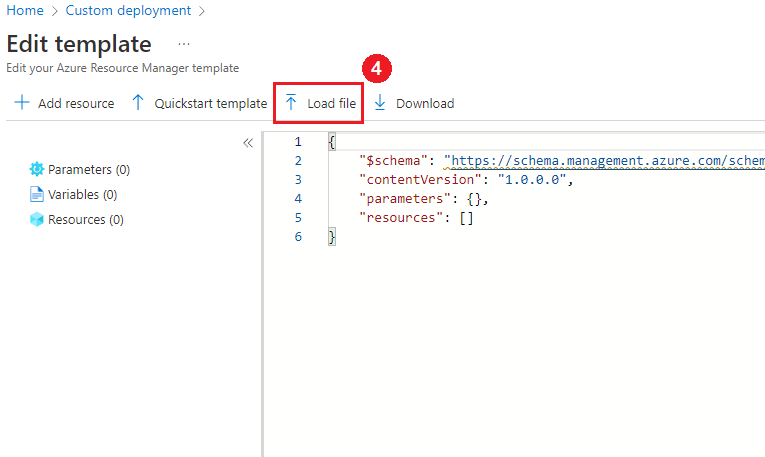 Home > Custom deployment >
Edit template ...
Edit your Azure Resource Manager template
4
Add resource Quickstart template Load file Download
«
Parameters (0)
Variables (0)
Resources (0)
1 {
2 "$schema": "https://schema.management.azure.com/schem
3 "contentVersion": "1.0.0.0",
4 "parameters": {},
5 "resources": []
6 }